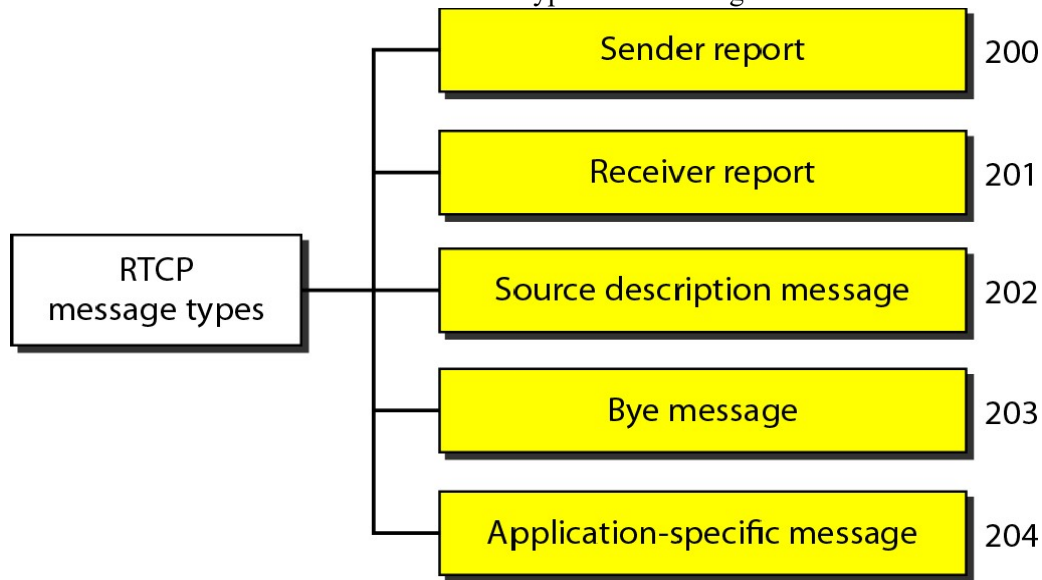 Sender report 200
Receiver report 201
RTCP
message types
Source description message 202
Bye message 203
Application-specific message 204